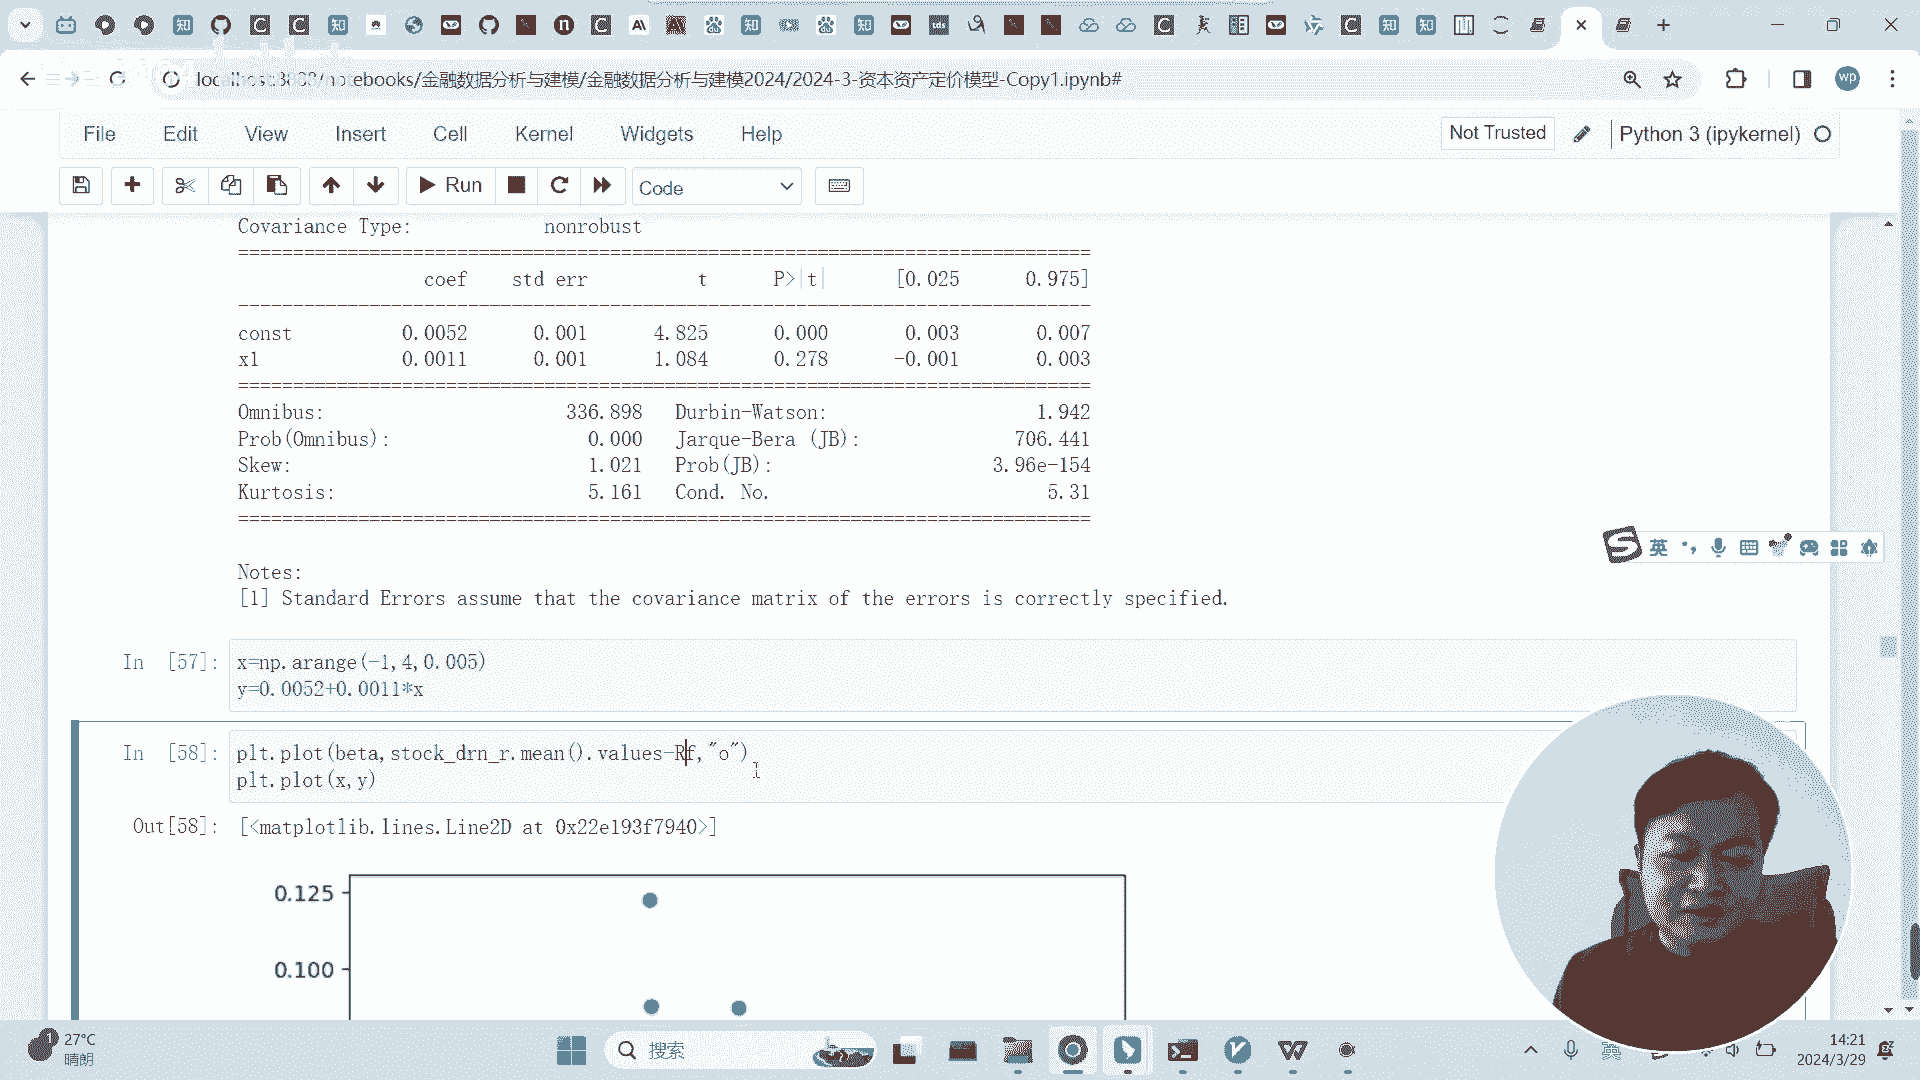 localhost:8888/notebooks/金融数据分析与建模/金融数据分析与建模2024/2024-3-资本资产定价模型-Copy1.ipynb#
wp
File Edit View Insert Cell Kernel Widgets Help
Not Trusted
Python 3 (ipykernel)
Run
Code
Covariance Type: nonrobust
coef std err t P>|t| [0.025 0.975]
const 0.0052 0.001 4.825 0.000 0.003 0.007
x1 0.0011 0.001 1.084 0.278 -0.001 0.003
Omnibus: 336.898 Durbin-Watson: 1.942
Prob(Omnibus): 0.000 Jarque-Bera (JB): 706.441
Skew: 1.021 Prob(JB): 3.96e-154
Kurtosis: 5.161 Cond. No. 5.31
英
Notes:
[1] Standard Errors assume that the covariance matrix of the errors is correctly specified.
In [57]: x=np.arange(-1,4,0.005)
y=0.0052+0.0011*x
In [58]: plt.plot(beta,stock_drn_r.mean().values-Rf,"o")
plt.plot(x,y)
Out[58]: [<matplotlib.lines.Line2D at 0x22e193f7940>]
0.125
0.100
27°C
晴朗
搜索
英
14:21
2024/3/29